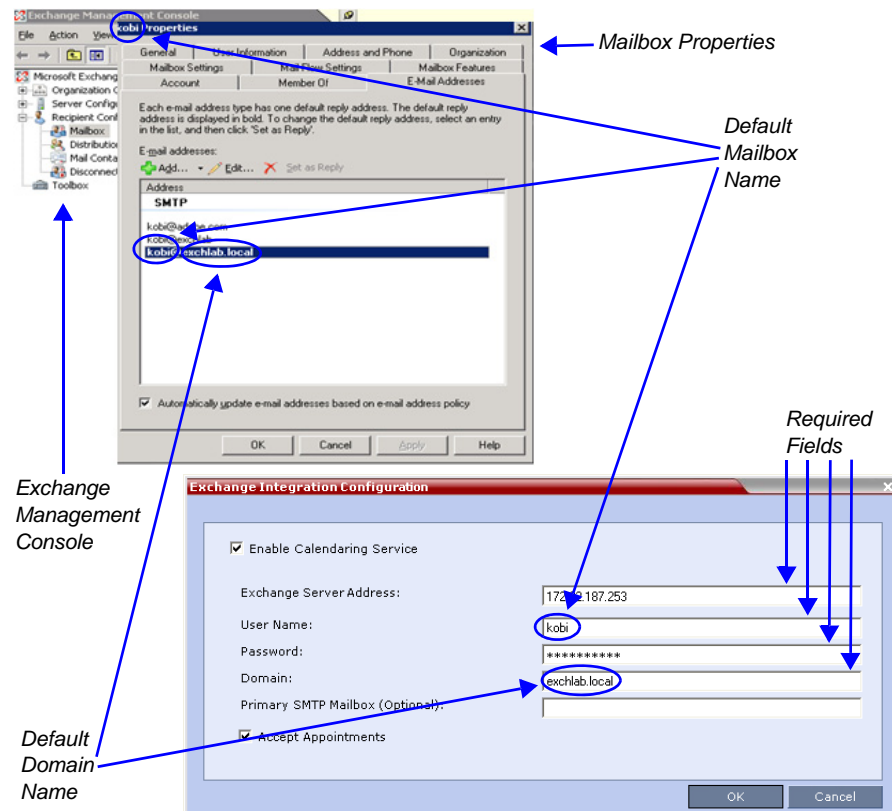 Exchange Management Console
File Action View
kobi Properties
General User Information Address and Phone Organization
Mailbox Settings Mail Flow Settings Mailbox Features
Account Member Of E-Mail Addresses
Microsoft Exchang
Organization C
Server Configu
Recipient Conf
Mailbox
Distribution
Mail Conta
Disconnect
Toolbox
Each e-mail address type has one default reply address. The default reply
address is displayed in bold. To change the default reply address, select an entry
in the list, and then click 'Set as Reply'.
E-mail addresses:
Add... Edit... Set as Reply
Address
SMTP
kobi@exchlab
kobi@exchlab.local
Automatically update e-mail addresses based on e-mail address policy
OK Cancel Apply Help
Mailbox Properties
Default
Mailbox
Name
Required
Fields
Exchange
Management
Console
Exchange Integration Configuration
Enable Calendaring Service
Exchange Server Address:
User Name: kobi
Password: **********
Domain: exchlab.local
Primary SMTP Mailbox (Optional):
Accept Appointments
OK Cancel
Default
Domain
Name